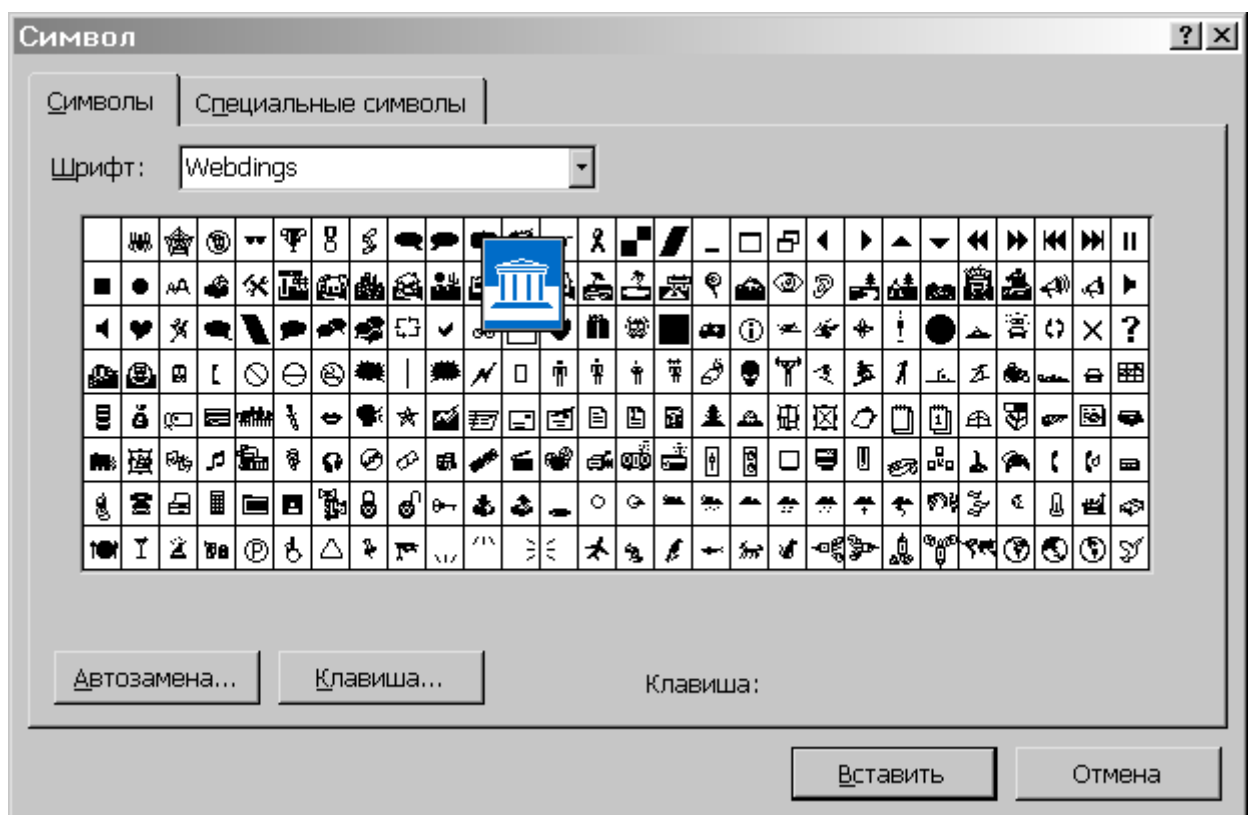 Символ
Символы
Специальные символы
Шрифт: Webdings
Автозамена...
Клавиша...
Клавиша:
Вставить
Отмена